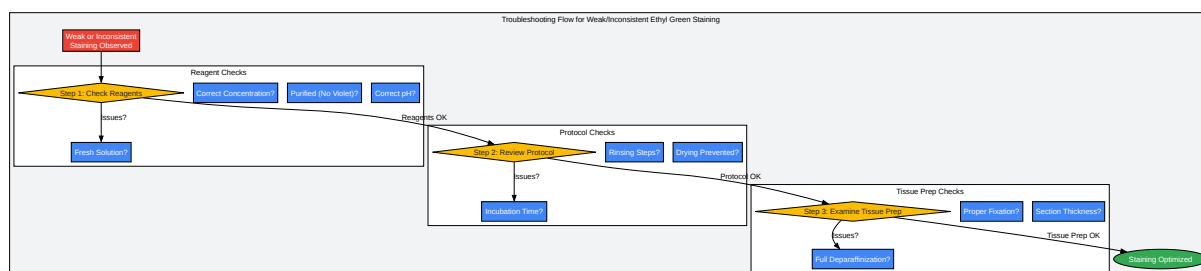 Troubleshooting Flow for Weak/Inconsistent Ethyl Green Staining
Weak or Inconsistent
Staining Observed
Reagent Checks
Step 1: Check Reagents
Correct Concentration?
Purified (No Violet)?
Correct pH?
Issues?
Reagents OK
Fresh Solution?
Protocol Checks
Step 2: Review Protocol
Rinsing Steps?
Drying Prevented?
Issues?
Protocol OK
Incubation Time?
Tissue Prep Checks
Step 3: Examine Tissue Prep
Proper Fixation?
Section Thickness?
Issues?
Tissue Prep OK
Full Deparaffinization?
Staining Optimized